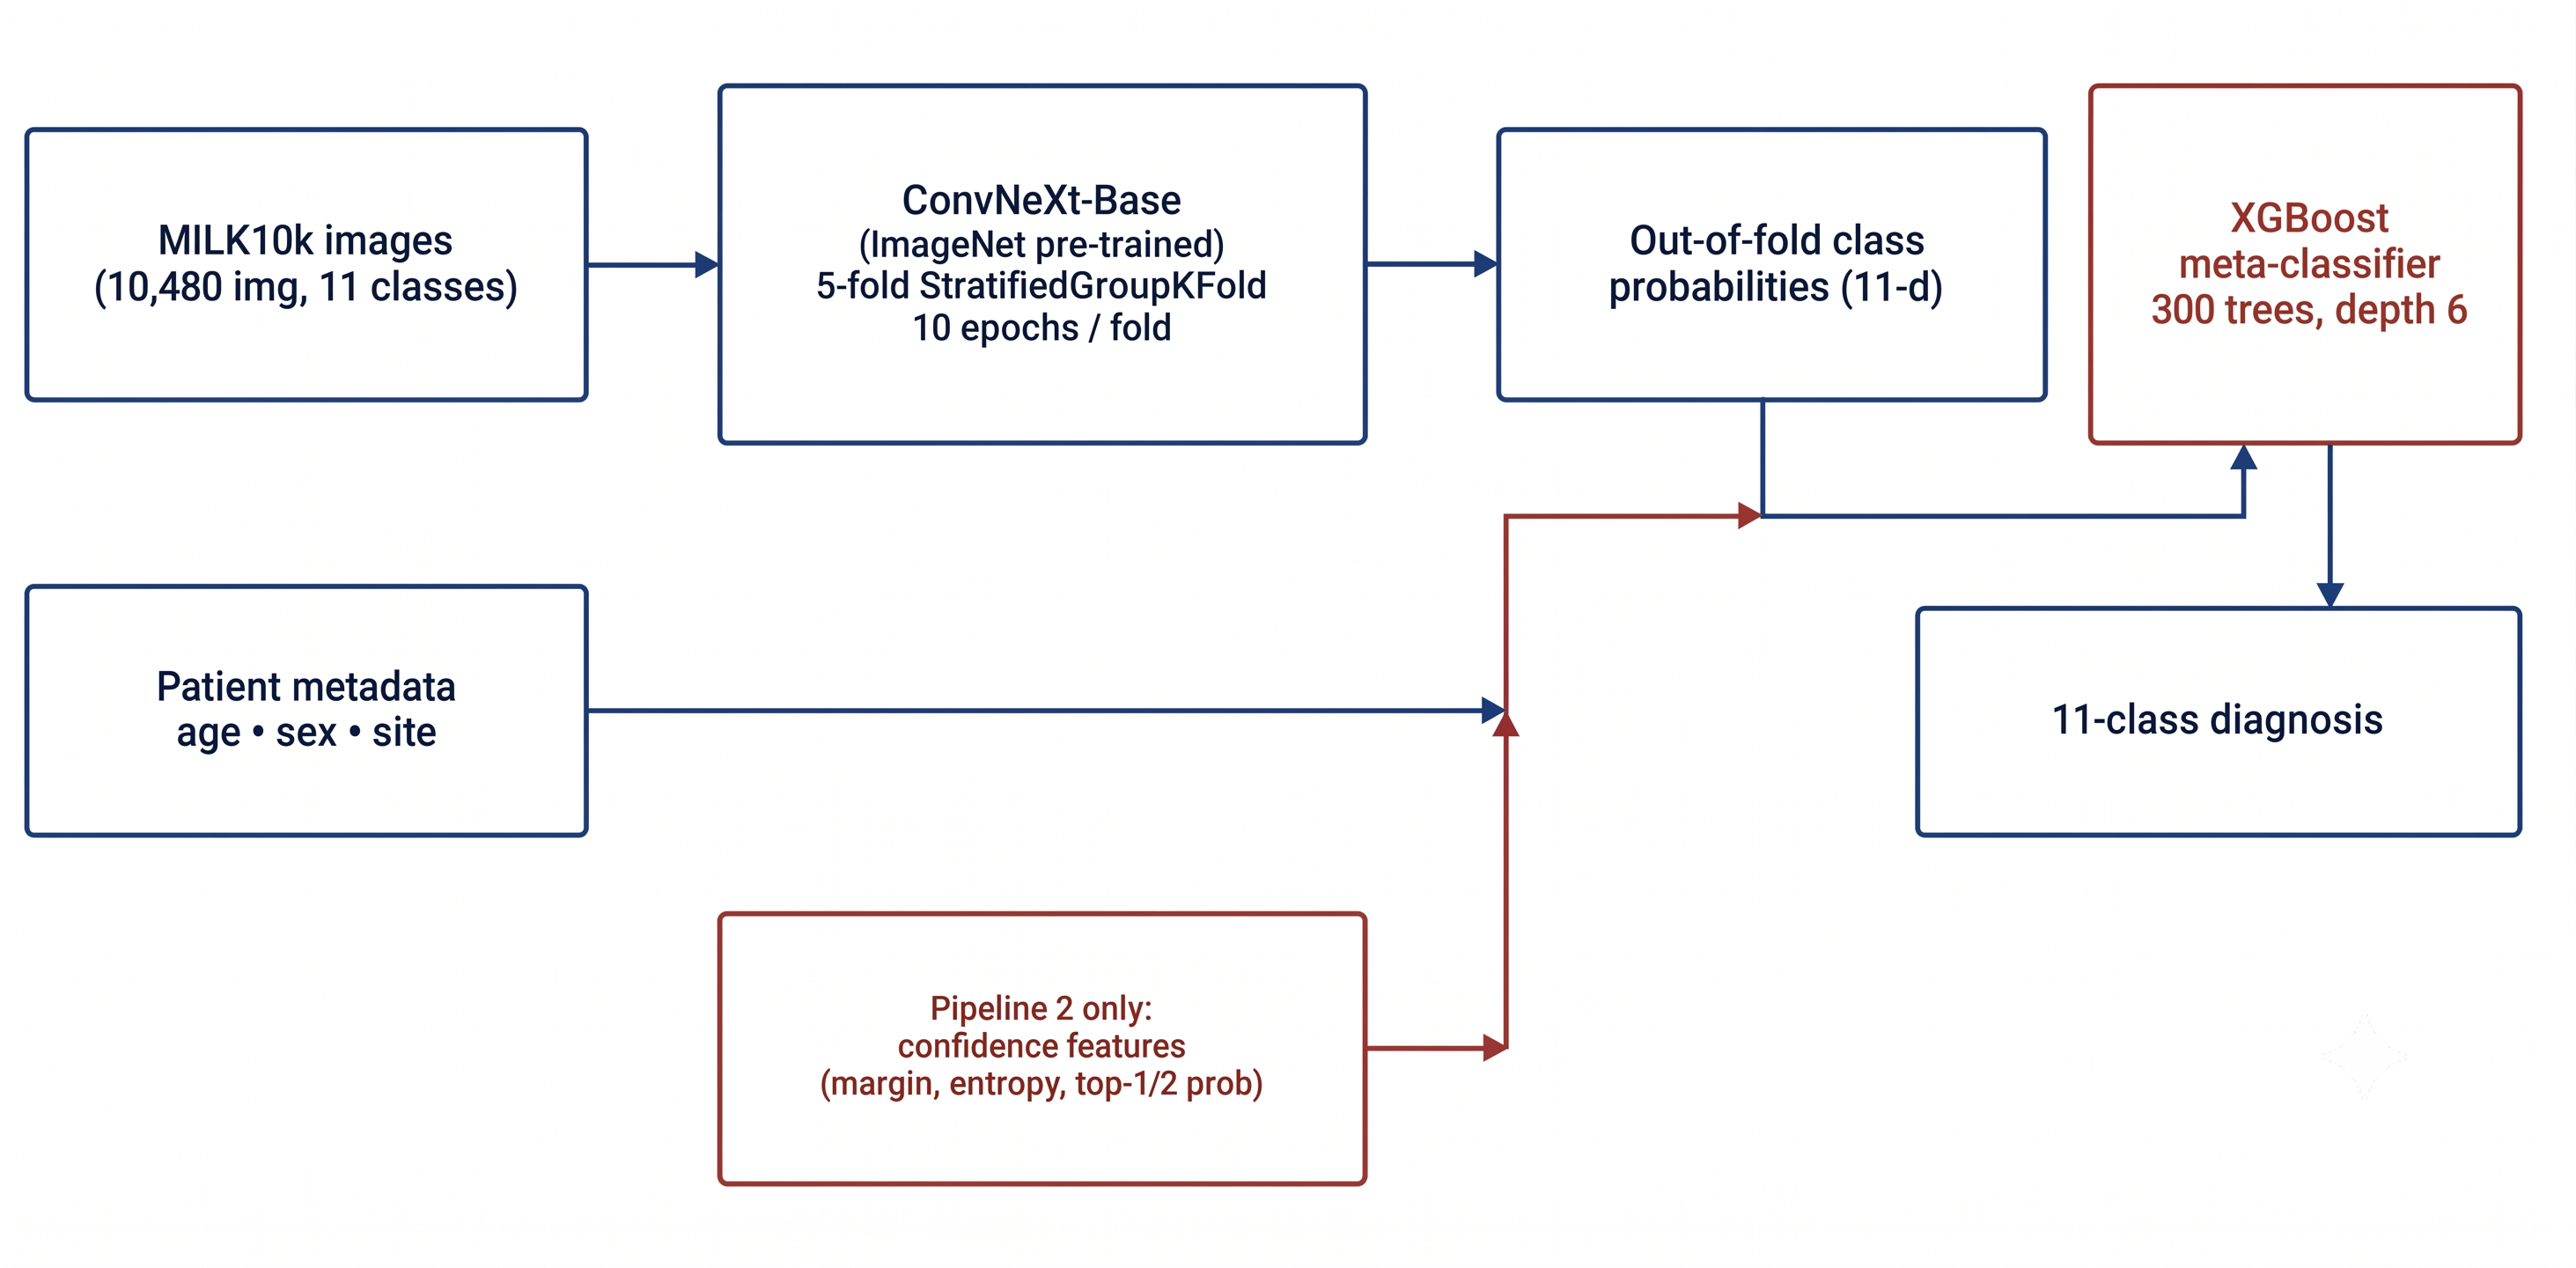 MILK10k images
(10,480 img, 11 classes)
ConvNeXt-Base
(ImageNet pre-trained)
5-fold StratifiedGroupKFold
10 epochs / fold
Out-of-fold class
probabilities (11-d)
XGBoost
meta-classifier
300 trees, depth 6
Patient metadata
age • sex • site
11-class diagnosis
Pipeline 2 only:
confidence features
(margin, entropy, top-1/2 prob)